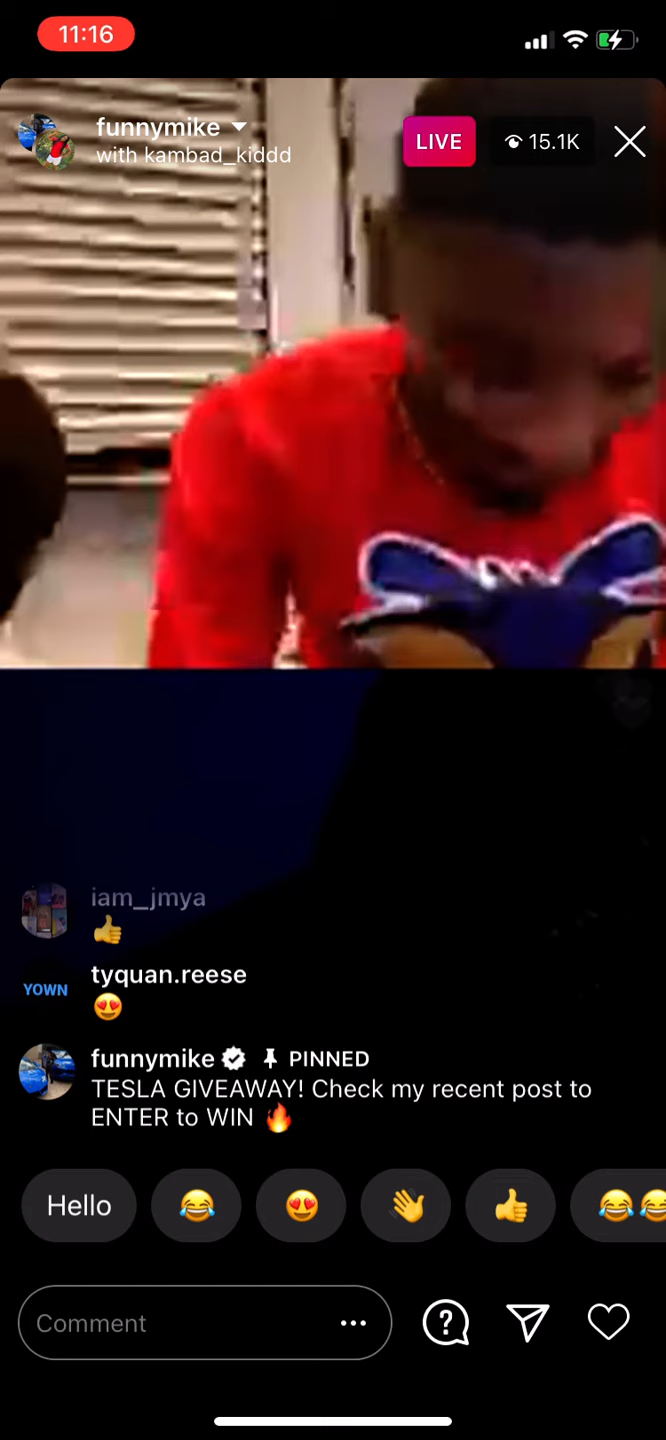 11:16
funnymike
with kambad_kiddd
LIVE
15.1K
iam_jmya
👍
YOWN
tyquan.reese
😍
funnymike PINNED
TESLA GIVEAWAY! Check my recent post to
ENTER to WIN 🔥
Hello 😂 😍 👋 👍 😂😂
Comment